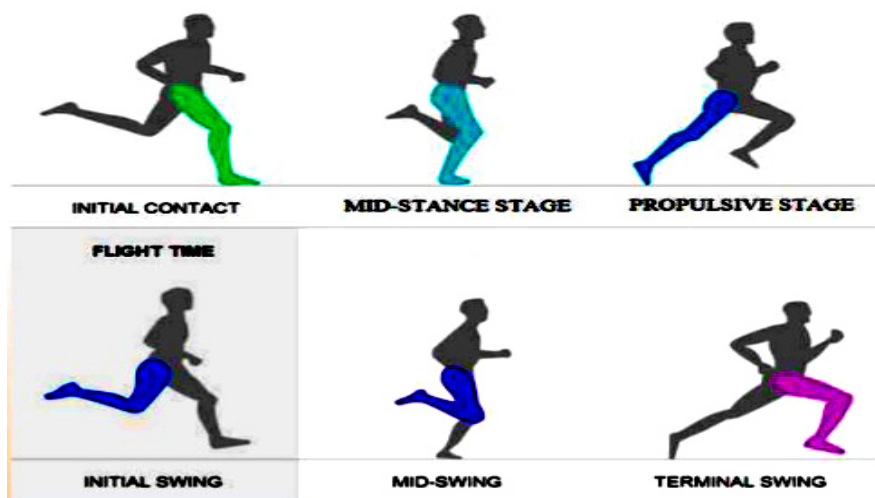 INITIAL CONTACT
MID-STANCE STAGE
PROPULSIVE STAGE
FLIGHT TIME
INITIAL SWING
MID-SWING
TERMINAL SWING